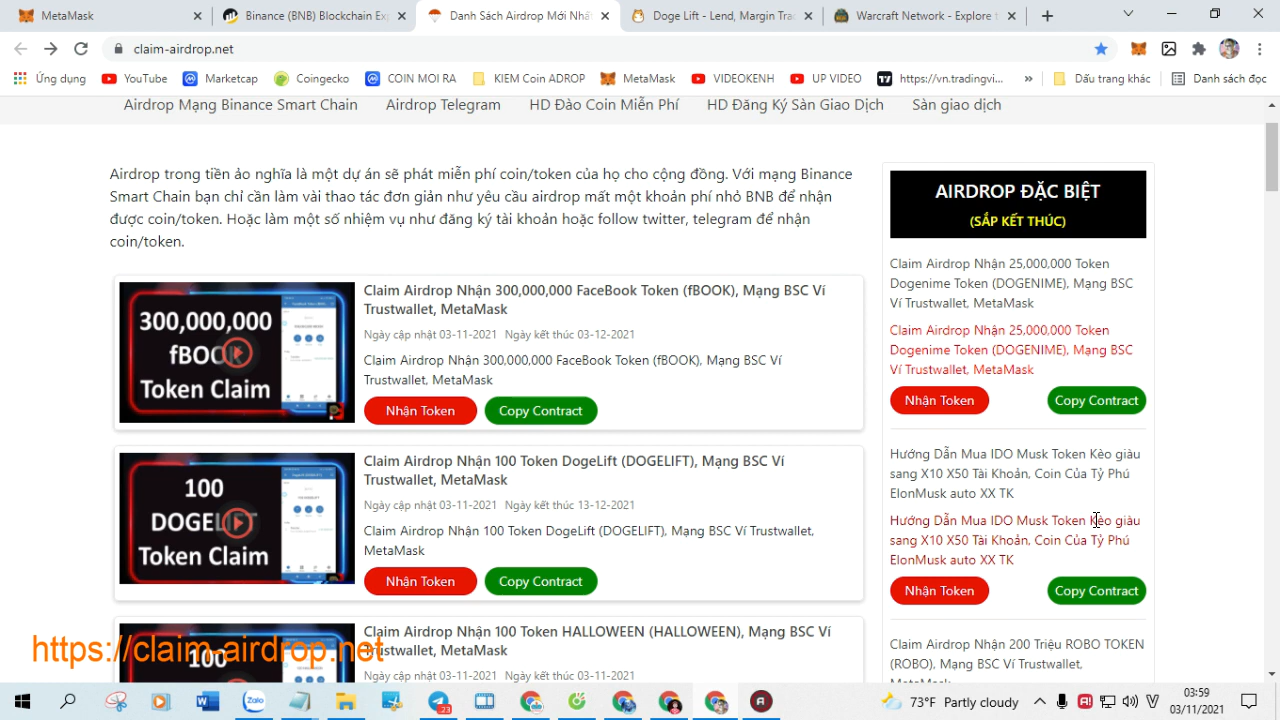 MetaMask
Binance (BNB) Blockchain Exp
Danh Sách Airdrop Mới Nhấ
Doge Lift - Lend, Margin Trad
Warcraft Network - Explore t
claim-airdrop.net
Ứng dụng
YouTube
Marketcap
Coingecko
COIN MOI RA
KIEM Coin ADROP
MetaMask
VIDEOKENH
UP VIDEO
https://vn.tradingvi...
»
Dấu trang khác
Danh sách đọc
Airdrop Mạng Binance Smart Chain
Airdrop Telegram
HD Đào Coin Miễn Phí
HD Đăng Ký Sàn Giao Dịch
Sàn giao dịch
Airdrop trong tiền ảo nghĩa là một dự án sẽ phát miễn phí coin/token của họ cho cộng đồng. Với mạng Binance
Smart Chain bạn chỉ cần làm vài thao tác đơn giản như yêu cầu airdrop mất một khoản phí nhỏ BNB để nhận
được coin/token. Hoặc làm một số nhiệm vụ như đăng ký tài khoản hoặc follow twitter, telegram để nhận
coin/token.
300,000,000
fBOOK
Token Claim
Claim Airdrop Nhận 300,000,000 FaceBook Token (fBOOK), Mạng BSC Ví
Trustwallet, MetaMask
Ngày cập nhật 03-11-2021 Ngày kết thúc 03-12-2021
Claim Airdrop Nhận 300,000,000 FaceBook Token (fBOOK), Mạng BSC Ví
Trustwallet, MetaMask
Nhận Token
Copy Contract
100
DOGELIFT
Token Claim
Claim Airdrop Nhận 100 Token DogeLift (DOGELIFT), Mạng BSC Ví
Trustwallet, MetaMask
Ngày cập nhật 03-11-2021 Ngày kết thúc 13-12-2021
Claim Airdrop Nhận 100 Token DogeLift (DOGELIFT), Mạng BSC Ví Trustwallet,
MetaMask
Nhận Token
Copy Contract
100
Claim Airdrop Nhận 100 Token HALLOWEEN (HALLOWEEN), Mạng BSC Ví
Trustwallet, MetaMask
Ngày cập nhật 03-11-2021 Ngày kết thúc 03-11-2021
https://claim-airdrop.net
AIRDROP ĐẶC BIỆT
(SẮP KẾT THÚC)
Claim Airdrop Nhận 25,000,000 Token
Dogenime Token (DOGENIME), Mạng BSC
Ví Trustwallet, MetaMask
Claim Airdrop Nhận 25,000,000 Token
Dogenime Token (DOGENIME), Mạng BSC
Ví Trustwallet, MetaMask
Nhận Token
Copy Contract
Hướng Dẫn Mua IDO Musk Token Kèo giàu
sang X10 X50 Tài Khoản, Coin Của Tỷ Phú
ElonMusk auto XX TK
Hướng Dẫn Mua IDO Musk Token Kèo giàu
sang X10 X50 Tài Khoản, Coin Của Tỷ Phú
ElonMusk auto XX TK
Nhận Token
Copy Contract
Claim Airdrop Nhận 200 Triệu ROBO TOKEN
(ROBO), Mạng BSC Ví Trustwallet,
MetaMask
Zalo
23
73°F Partly cloudy
03:59
03/11/2021